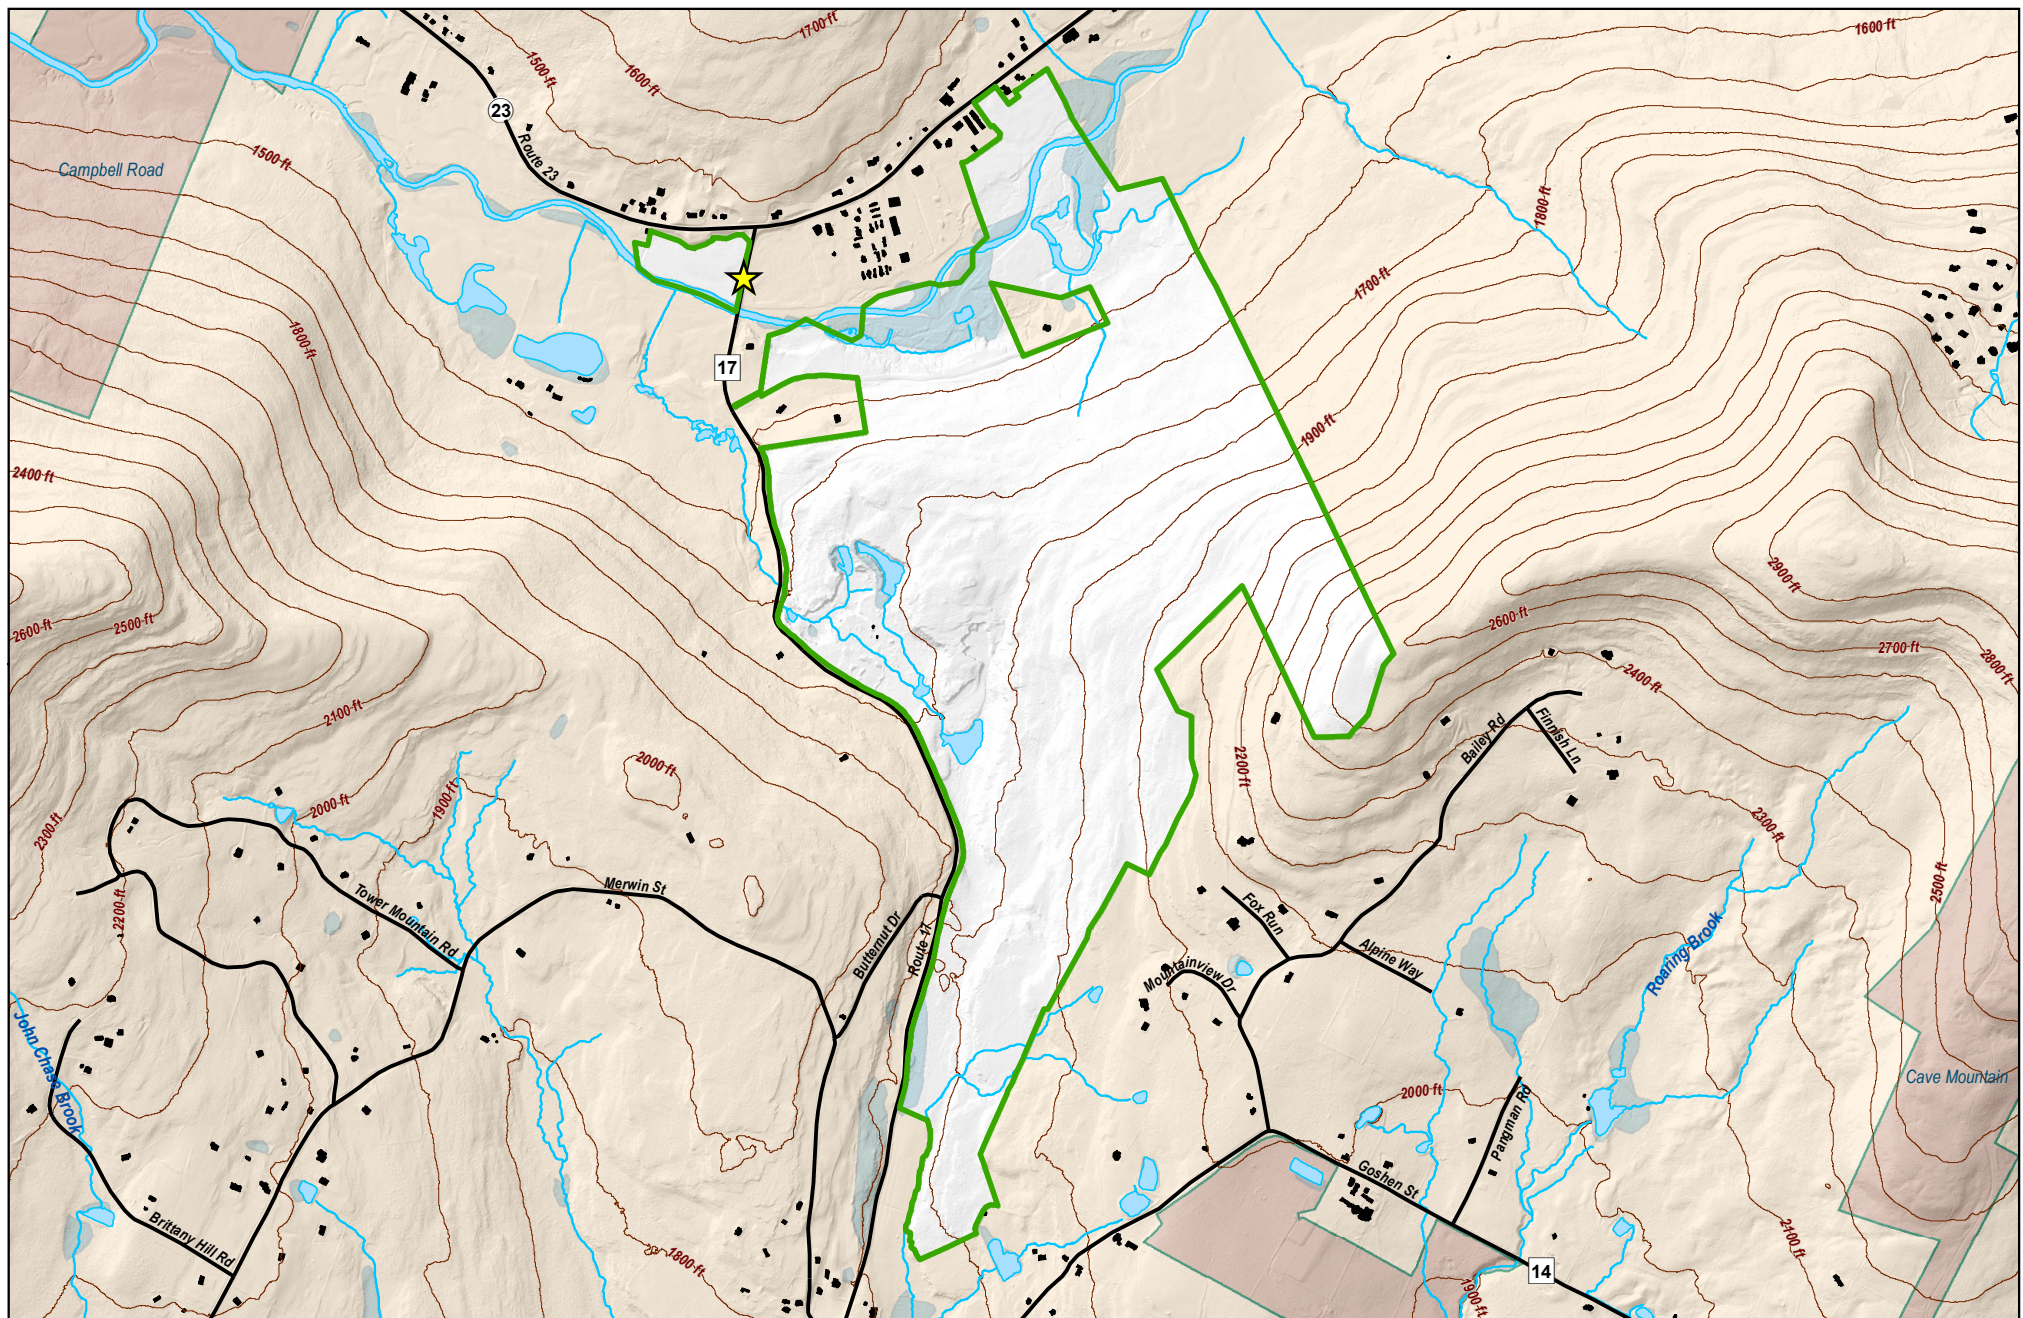 1700 ft
1600 ft
1500 ft
1600 ft
23
Route 23
1500 ft
Campbell Road
1800 ft
1700 ft
1800 ft
17
1900 ft
2400 ft
2900 ft
2600 ft
2500 ft
2600 ft
2700 ft
2800 ft
2400 ft
2100 ft
Bailey Rd
Finnish Ln
2000 ft
2200 ft
2000 ft
1900 ft
2300 ft
2300 ft
Merwin St
2500 ft
2200 ft
Tower Mountain Rd
Fox Run
Butternut Dr
Route 17
Alpine Way
Roaring Brook
Mountainview Dr
John Chase Brook
Cave Mountain
2000 ft
Pangman Rd
Goshen St
Brittany Hill Rd
2100 ft
1800 ft
14
1900 ft